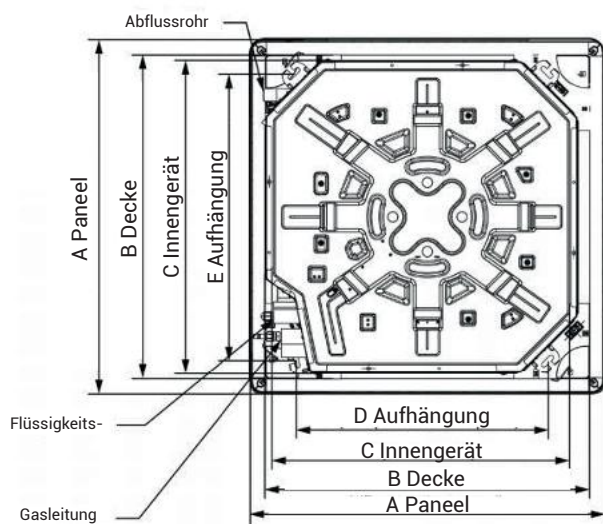 Abflussrohr
A Paneel
B Decke
C Innengerät
E Aufhängung
D Aufhängung
Flüssigkeits-
C Innengerät
B Decke
A Paneel
Gasleitung